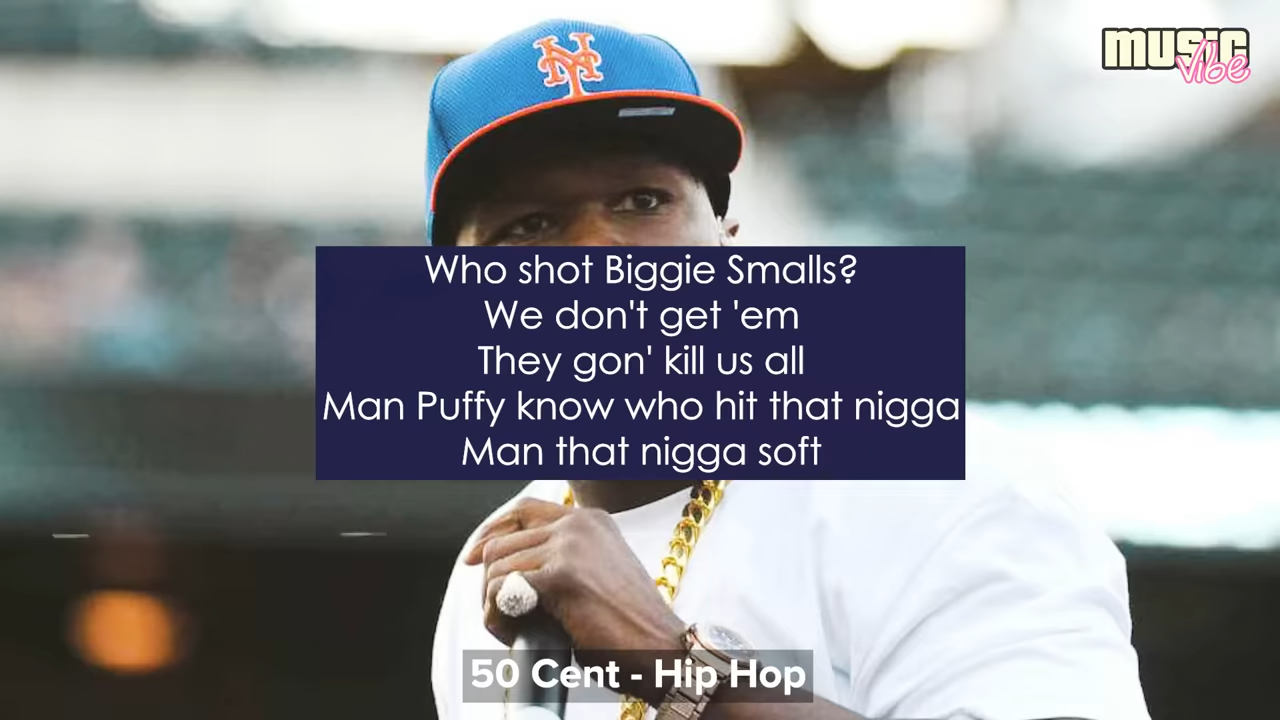 NY
MUSIC
Vibe
Who shot Biggie Smalls?
We don't get 'em
They gon' kill us all
Man Puffy know who hit that nigga
Man that nigga soft
50 Cent - Hip Hop